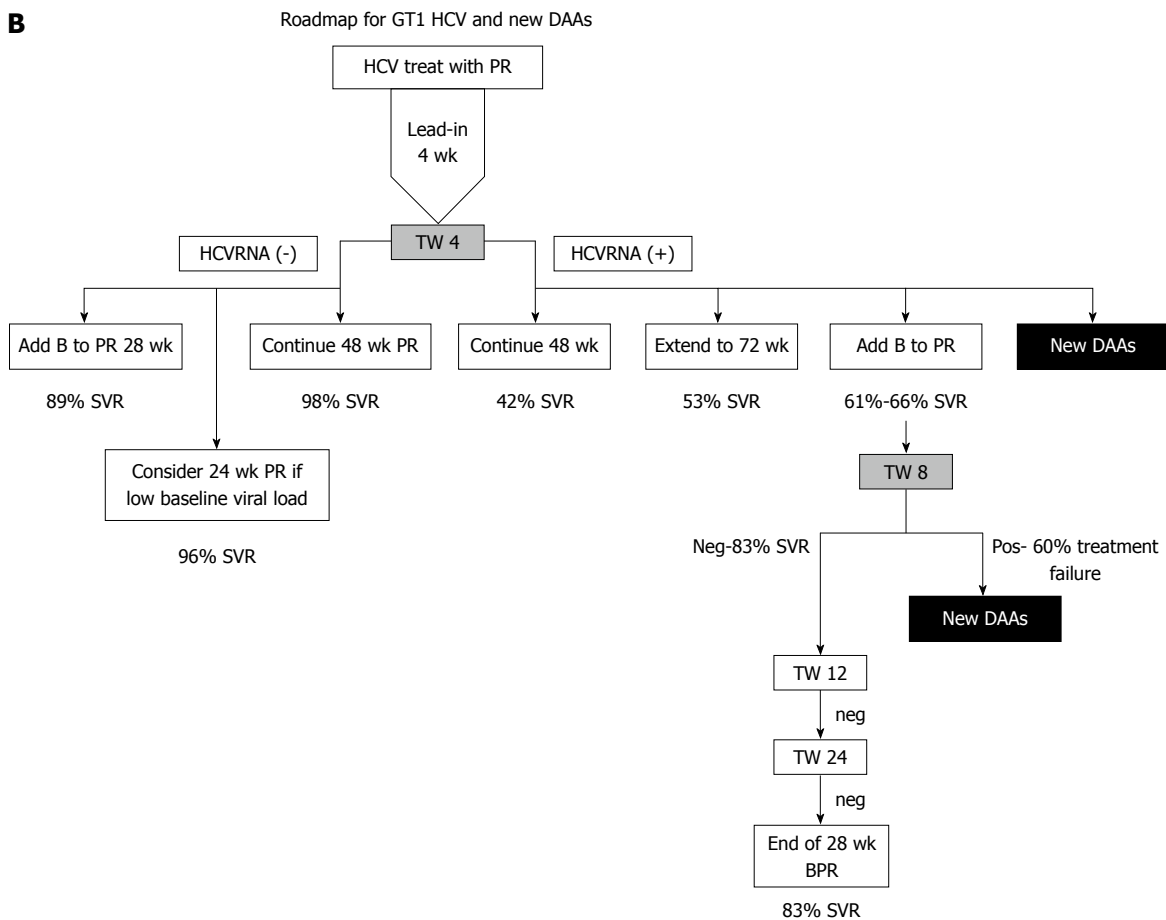 B
Roadmap for GT1 HCV and new DAAs
HCV treat with PR
Lead-in
4 wk
TW 4
HCVRNA (-)
HCVRNA (+)
Add B to PR 28 wk
Continue 48 wk PR
Continue 48 wk
Extend to 72 wk
Add B to PR
New DAAs
89% SVR
98% SVR
42% SVR
53% SVR
61%-66% SVR
Consider 24 wk PR if
low baseline viral load
96% SVR
TW 8
Neg-83% SVR
Pos- 60% treatment
failure
New DAAs
TW 12
neg
TW 24
neg
End of 28 wk
BPR
83% SVR